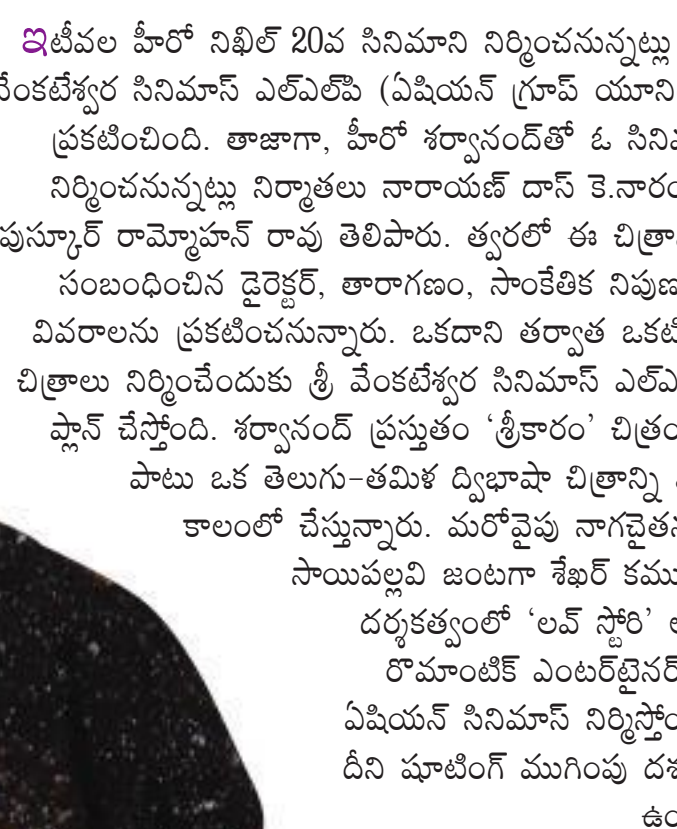 ఇటీవల హీరో నిఖిల్ 20వ సినిమాని నిర్మించనున్నట్లు
వేంకటేశ్వర సినిమాస్ ఎల్ఎల్‌పి (ఏషియన్ గ్రూప్ యూని
ప్రకటించింది. తాజాగా, హీరో శర్వానంద్‌తో ఓ సినిమ
నిర్మించనున్నట్లు నిర్మాతలు నారాయణ్ దాస్ కె.నారం
పుస్కూర్ రామ్మోహన్ రావు తెలిపారు. త్వరలో ఈ చిత్రా
సంబంధించిన డైరెక్టర్, తారాగణం, సాంకేతిక నిపుణ
వివరాలను ప్రకటించనున్నారు. ఒకదాని తర్వాత ఒకటి
చిత్రాలు నిర్మించేందుకు శ్రీ వేంకటేశ్వర సినిమాస్ ఎల్ఎ
ప్లాన్ చేస్తోంది. శర్వానంద్ ప్రస్తుతం ‘శ్రీకారం’ చిత్రం
పాటు ఒక తెలుగు-తమిళ ద్విభాషా చిత్రాన్ని
కాలంలో చేస్తున్నారు. మరోవైపు నాగచైతన
సాయిపల్లవి జంటగా శేఖర్ కము
దర్శకత్వంలో ‘లవ్ స్టోరి’
రొమాంటిక్ ఎంటర్‌టైనర్
ఏషియన్ సినిమాస్ నిర్మిస్తోం
దీని షూటింగ్ ముగింపు దశ
ఉం